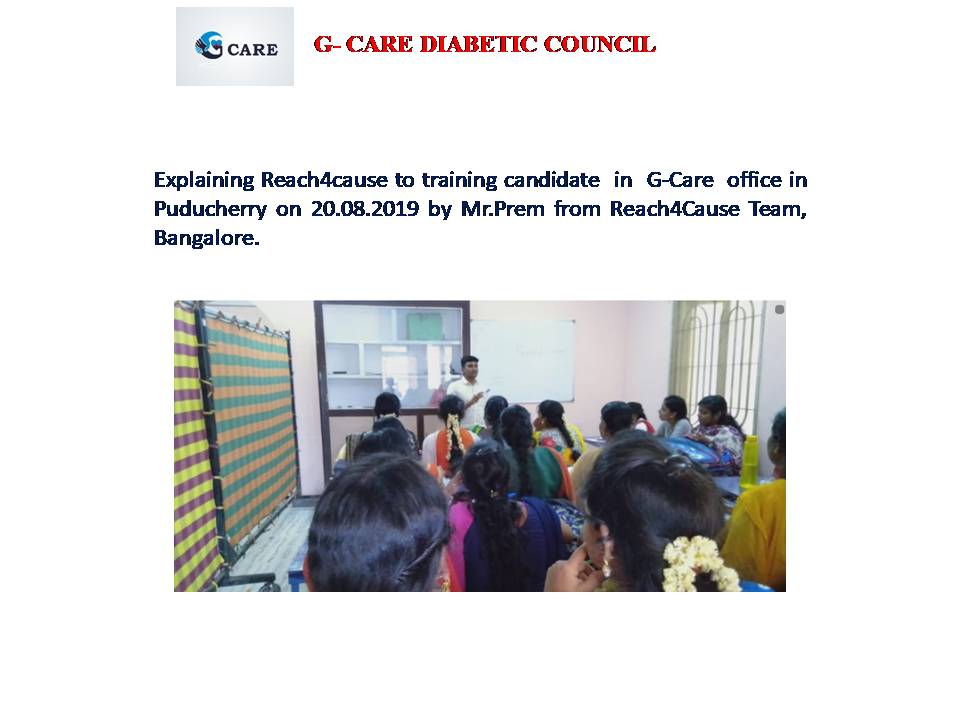 G CARE
G- CARE DIABETIC COUNCIL
Explaining Reach4cause to training candidate in G-Care office in
Puducherry on 20.08.2019 by Mr.Prem from Reach4Cause Team,
Bangalore.